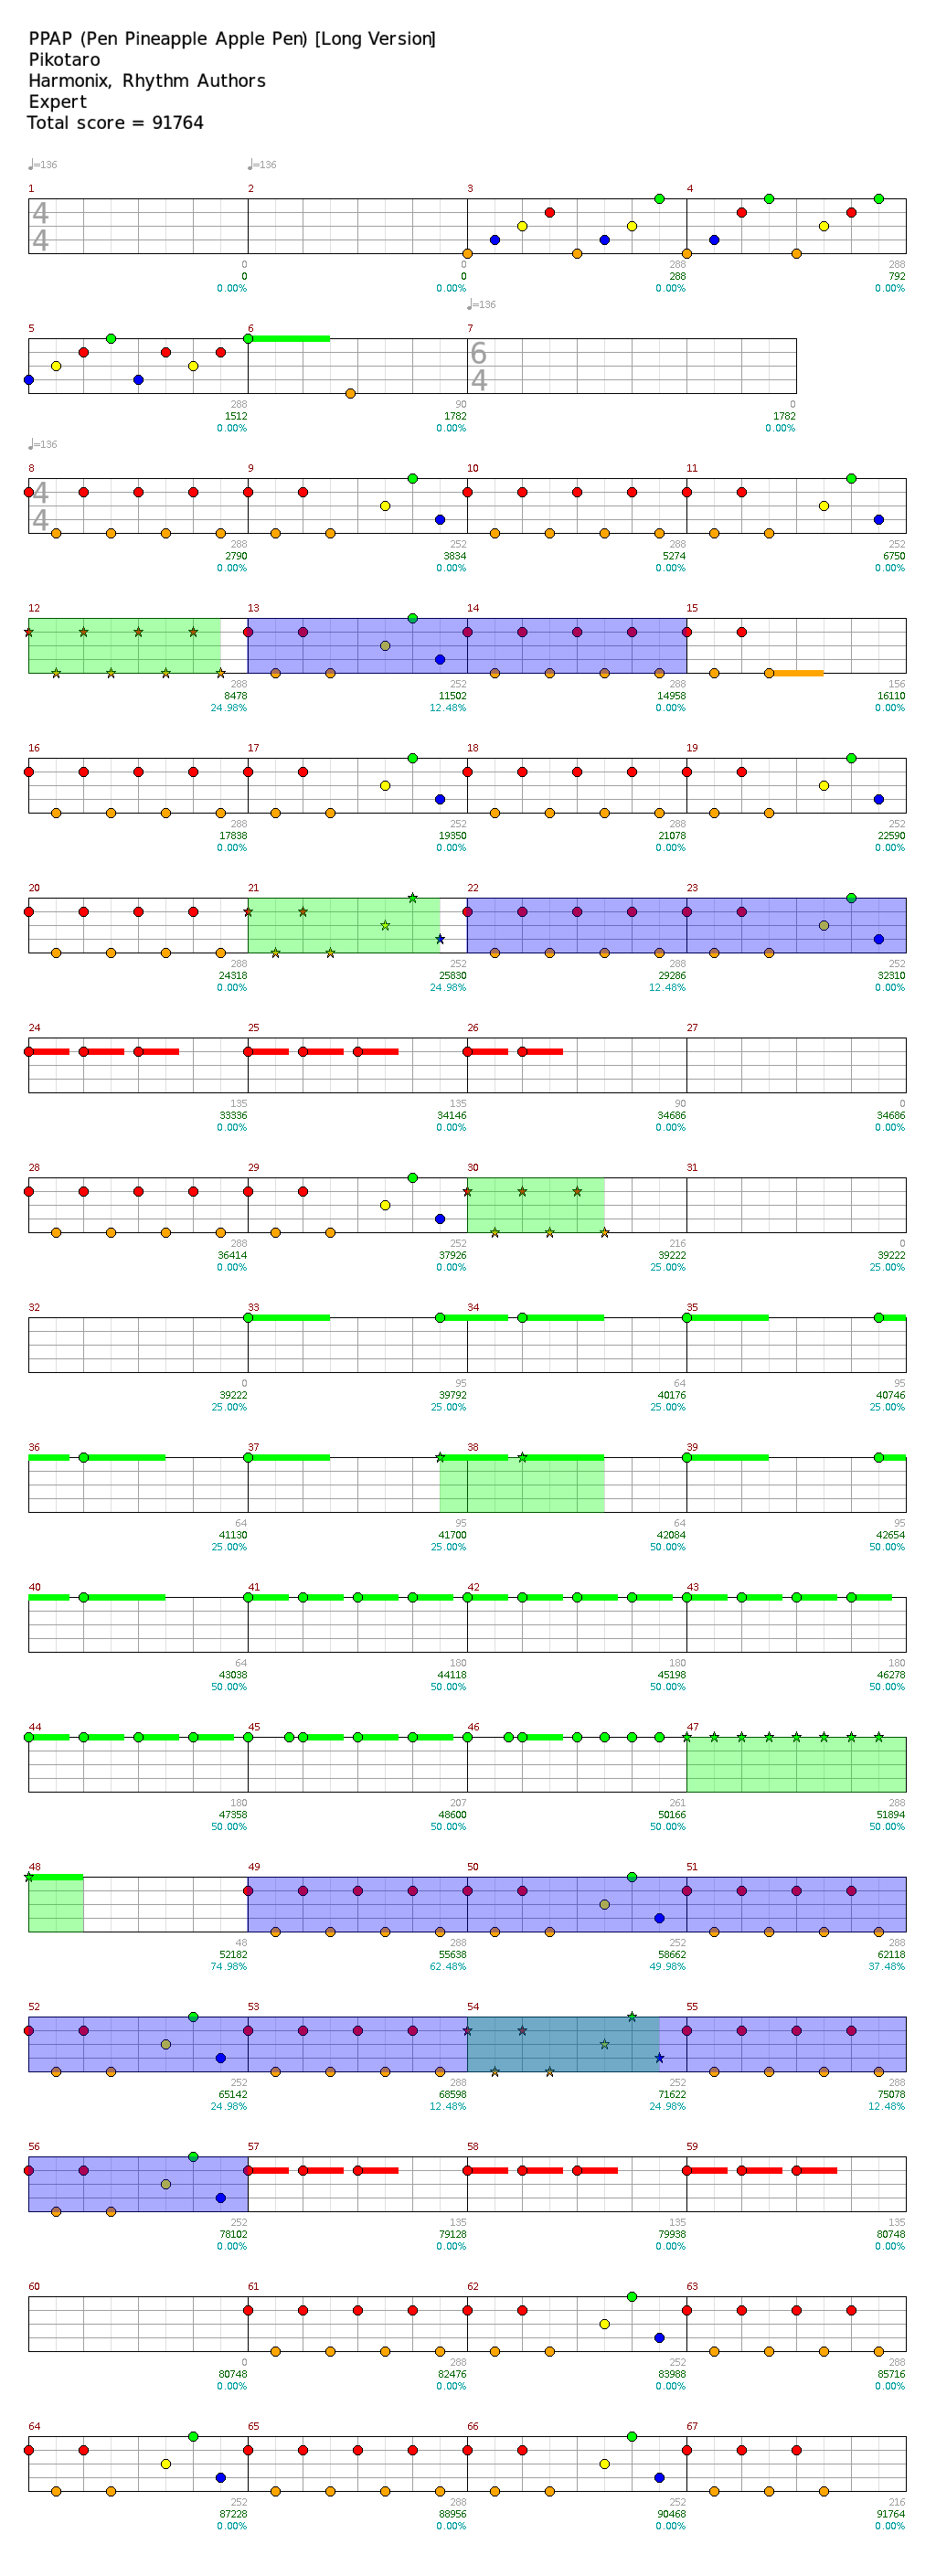 PPAP (Pen Pineapple Apple Pen) [Long Version]
Pikotaro
Harmonix, Rhythm Authors
Expert
Total score = 91764
♩=136 ♩=136
1 2 3 4
4
4
0 0 288 288
0 0 288 792
0.00% 0.00% 0.00% 0.00%
♩=136
5 6 7
6
4
288 90 0
1512 1782 1782
0.00% 0.00% 0.00%
♩=136
8 9 10 11
4
4
288 252 288 252
2790 3834 5274 6750
0.00% 0.00% 0.00% 0.00%
12 13 14 15
288 252 288 156
8478 11502 14958 16110
24.98% 12.48% 0.00% 0.00%
16 17 18 19
288 252 288 252
17838 19350 21078 22590
0.00% 0.00% 0.00% 0.00%
20 21 22 23
288 252 288 252
24318 25830 29286 32310
0.00% 24.98% 12.48% 0.00%
24 25 26 27
135 135 90 0
33336 34146 34686 34686
0.00% 0.00% 0.00% 0.00%
28 29 30 31
288 252 216 0
36414 37926 39222 39222
0.00% 0.00% 25.00% 25.00%
32 33 34 35
0 95 64 95
39222 39792 40176 40746
25.00% 25.00% 25.00% 25.00%
36 37 38 39
64 95 64 95
41130 41700 42084 42654
25.00% 25.00% 50.00% 50.00%
40 41 42 43
64 180 180 180
43038 44118 45198 46278
50.00% 50.00% 50.00% 50.00%
44 45 46 47
180 207 261 288
47358 48600 50166 51894
50.00% 50.00% 50.00% 50.00%
48 49 50 51
48 288 252 288
52182 55638 58662 62118
74.98% 62.48% 49.98% 37.48%
52 53 54 55
252 288 252 288
65142 68598 71622 75078
24.98% 12.48% 24.98% 12.48%
56 57 58 59
252 135 135 135
78102 79128 79938 80748
0.00% 0.00% 0.00% 0.00%
60 61 62 63
0 288 252 288
80748 82476 83988 85716
0.00% 0.00% 0.00% 0.00%
64 65 66 67
252 288 252 216
87228 88956 90468 91764
0.00% 0.00% 0.00% 0.00%